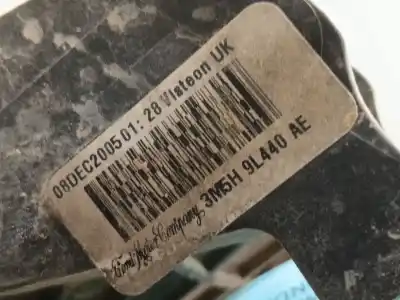 08DEC2005 01:28 Visteon UK
Ford Motor Company 3M5H 9L440 AE